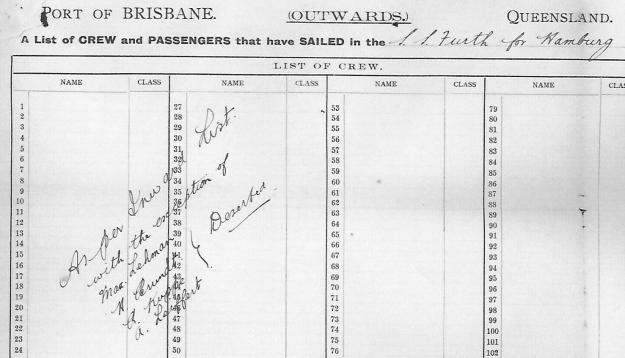 PORT OF BRISBANE. (OUTWARDS.) QUEENSLAND.
A List of CREW and PASSENGERS that have SAILED in the S. S. Furth for Hamburg
LIST OF CREW.
NAME CLASS NAME CLASS NAME CLASS NAME
1 27 53 79
2 28 54 80
3 29 55 81
4 30 56 82
5 31 57 83
6 32 58 84
7 33 59 85
8 34 60 86
9 35 61 87
10 36 62 88
11 37 63 89
12 38 64 90
13 39 65 91
14 40 66 92
15 41 67 93
16 42 68 94
17 43 69 95
18 44 70 96
19 45 71 97
20 46 72 98
21 47 73 99
22 48 74 100
23 49 75 101
24 50 76 102
As per Inward List.
with the exception of
Max Lehman
Deserted